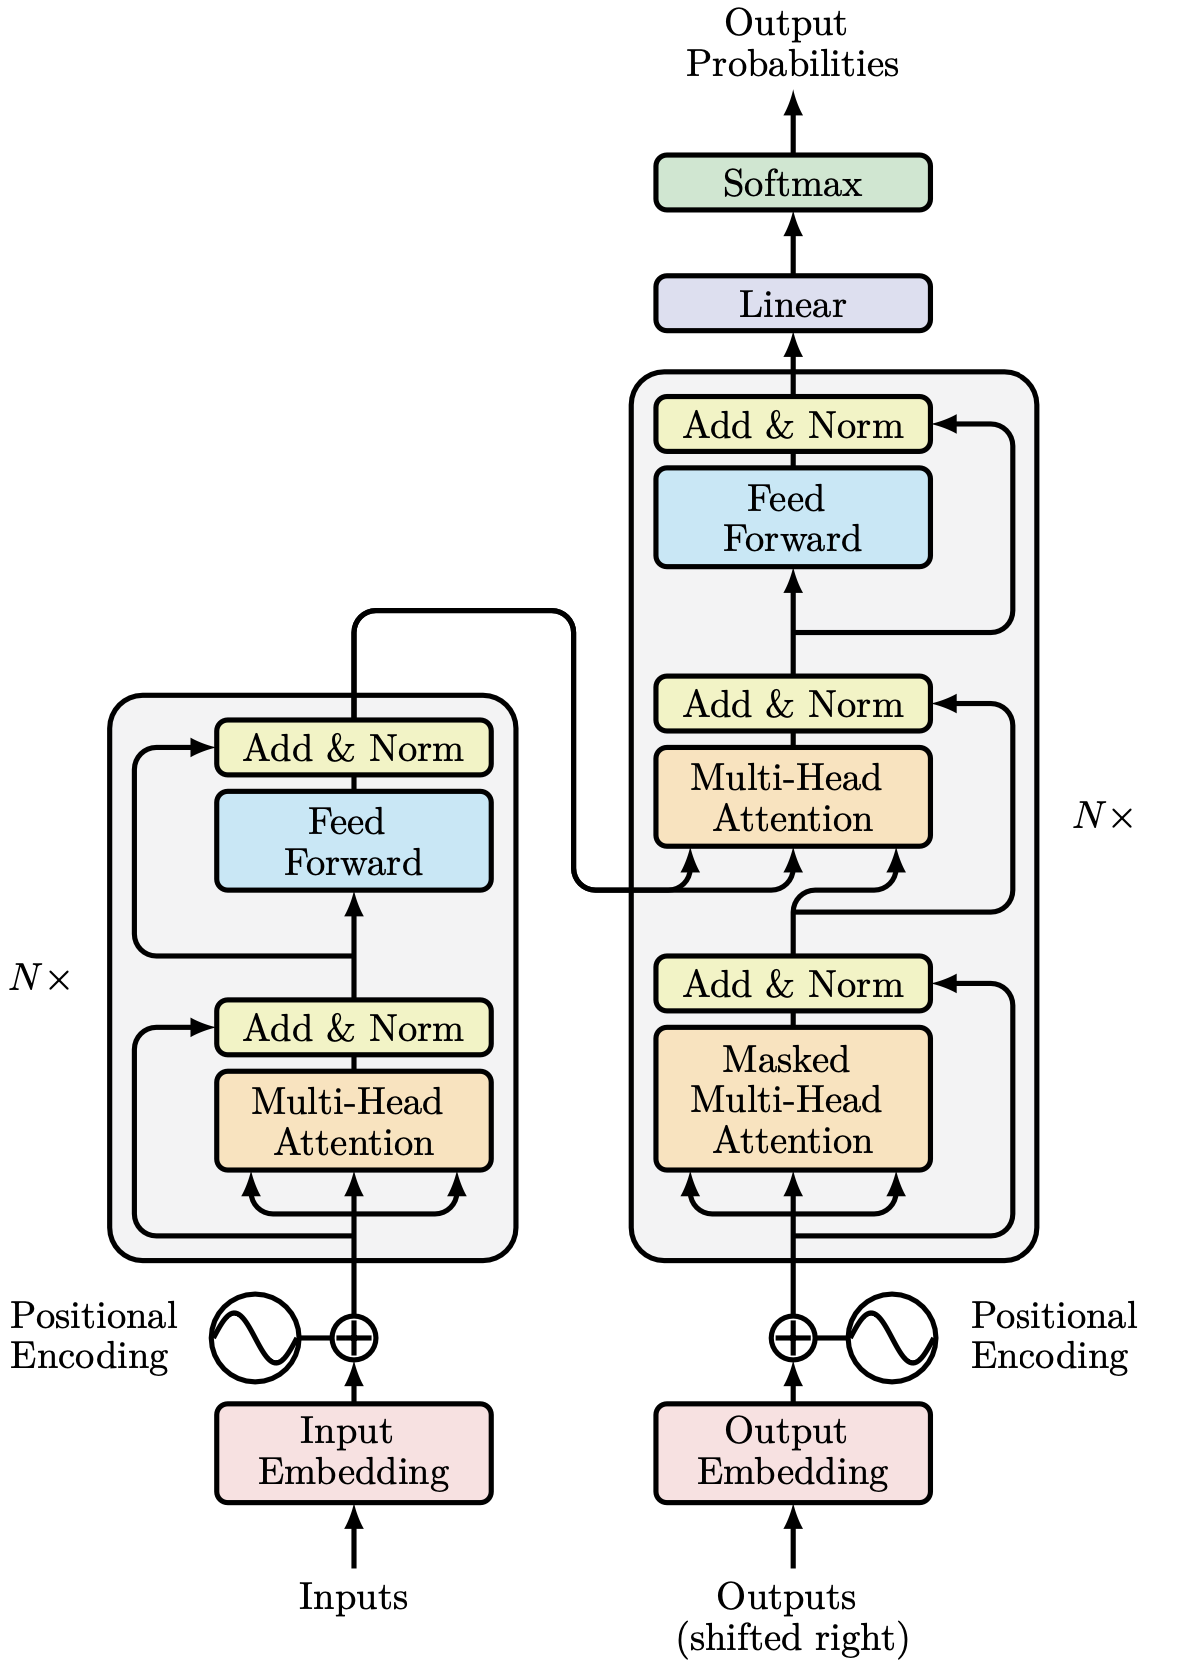 Output
Probabilities
Softmax
Linear
Add & Norm
Feed
Forward
Add & Norm
Multi-Head
Attention
N×
Add & Norm
Masked
Multi-Head
Attention
Add & Norm
Feed
Forward
N×
Add & Norm
Multi-Head
Attention
Positional
Encoding
Positional
Encoding
Input
Embedding
Output
Embedding
Inputs
Outputs
(shifted right)